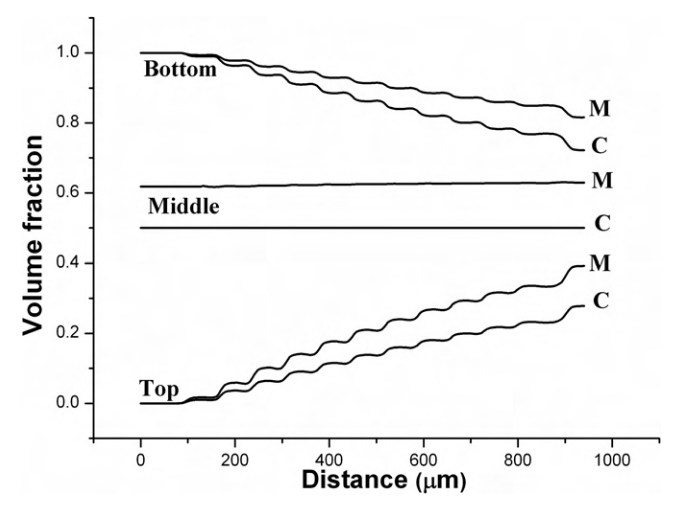 1.0
Bottom
M
0.8
C
0.6
M
Middle
C
0.4
M
C
0.2
Top
0.0
0 200 400 600 800 1000
Distance (μm)
Volume fraction